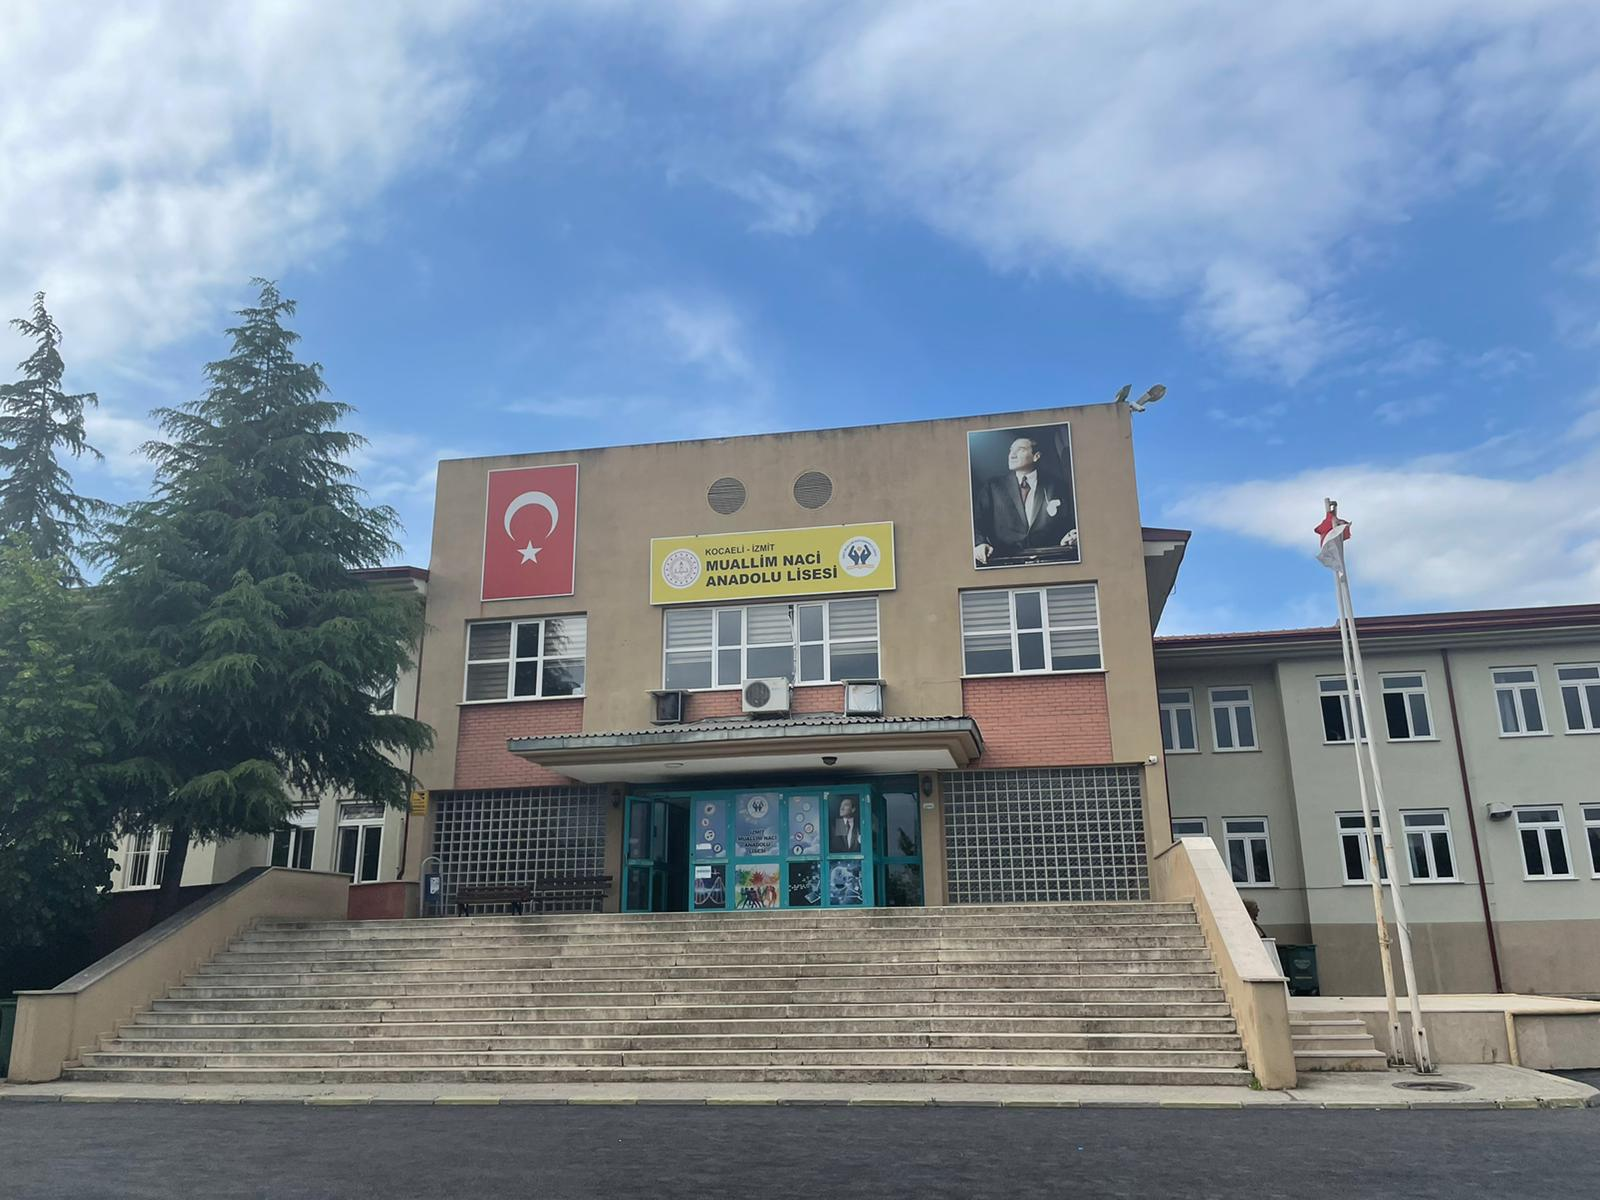 KOCAELİ - İZMİT
MUALLİM NACİ
ANADOLU LİSESİ
İZMİT
MUALLİM NACİ
ANADOLU
LİSESİ